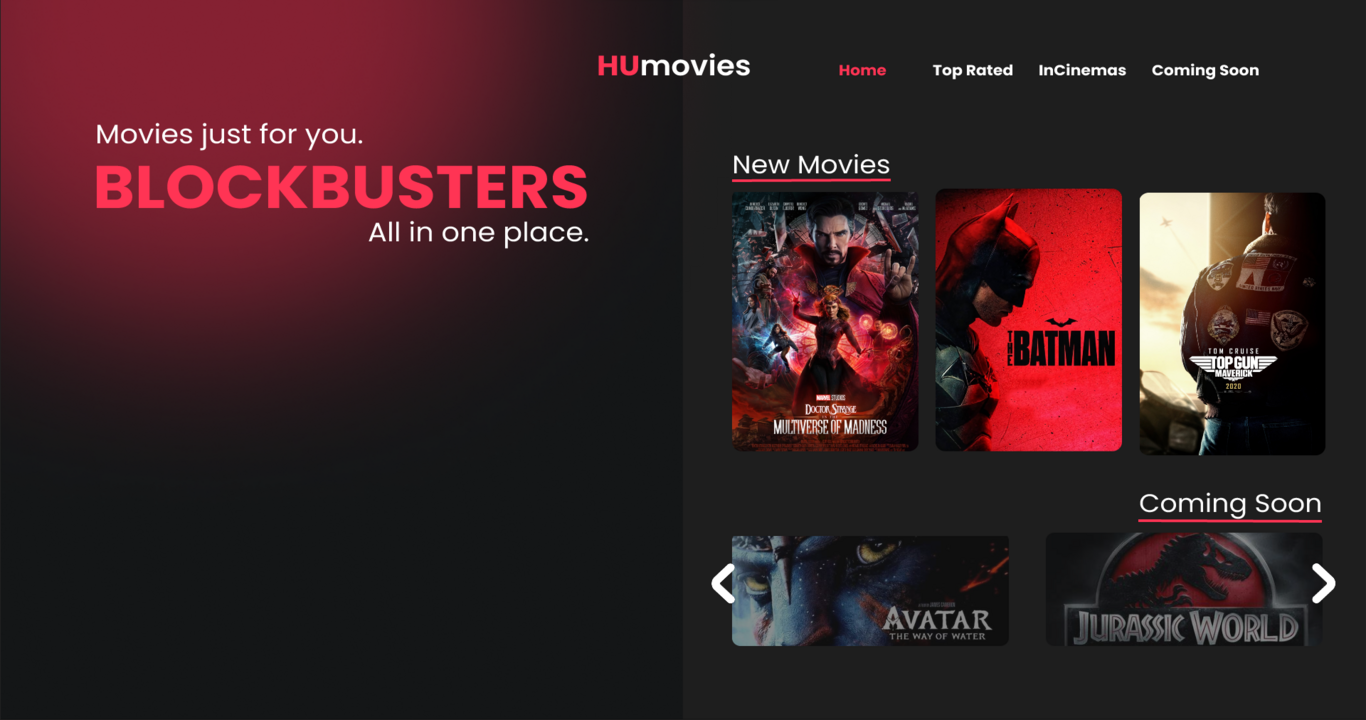 HUmovies
Home
Top Rated
InCinemas
Coming Soon
Movies just for you.
BLOCKBUSTERS
All in one place.
New Movies
MARVEL STUDIOS
DOCTOR STRANGE
MULTIVERSE OF MADNESS
THE
BATMAN
TOM CRUISE
TOP GUN
MAVERICK
2020
Coming Soon
AVATAR
THE WAY OF WATER
JURASSIC WORLD